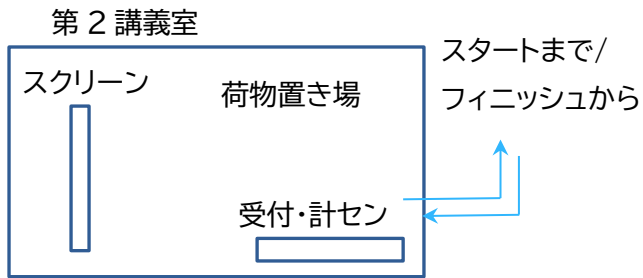 第2講義室
スクリーン
荷物置き場
受付・計セン
スタートまで/
フィニッシュから